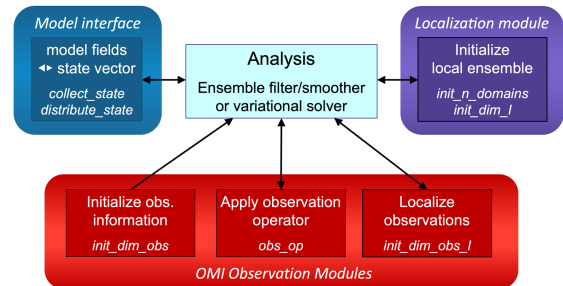 Model interface
model fields
◄► state vector
collect_state
distribute_state
Analysis
Ensemble filter/smoother
or variational solver
Localization module
Initialize
local ensemble
init_n_domains
init_dim_l
Initialize obs.
information
init_dim_obs
Apply observation
operator
obs_op
Localize
observations
init_dim_obs_l
OMI Observation Modules